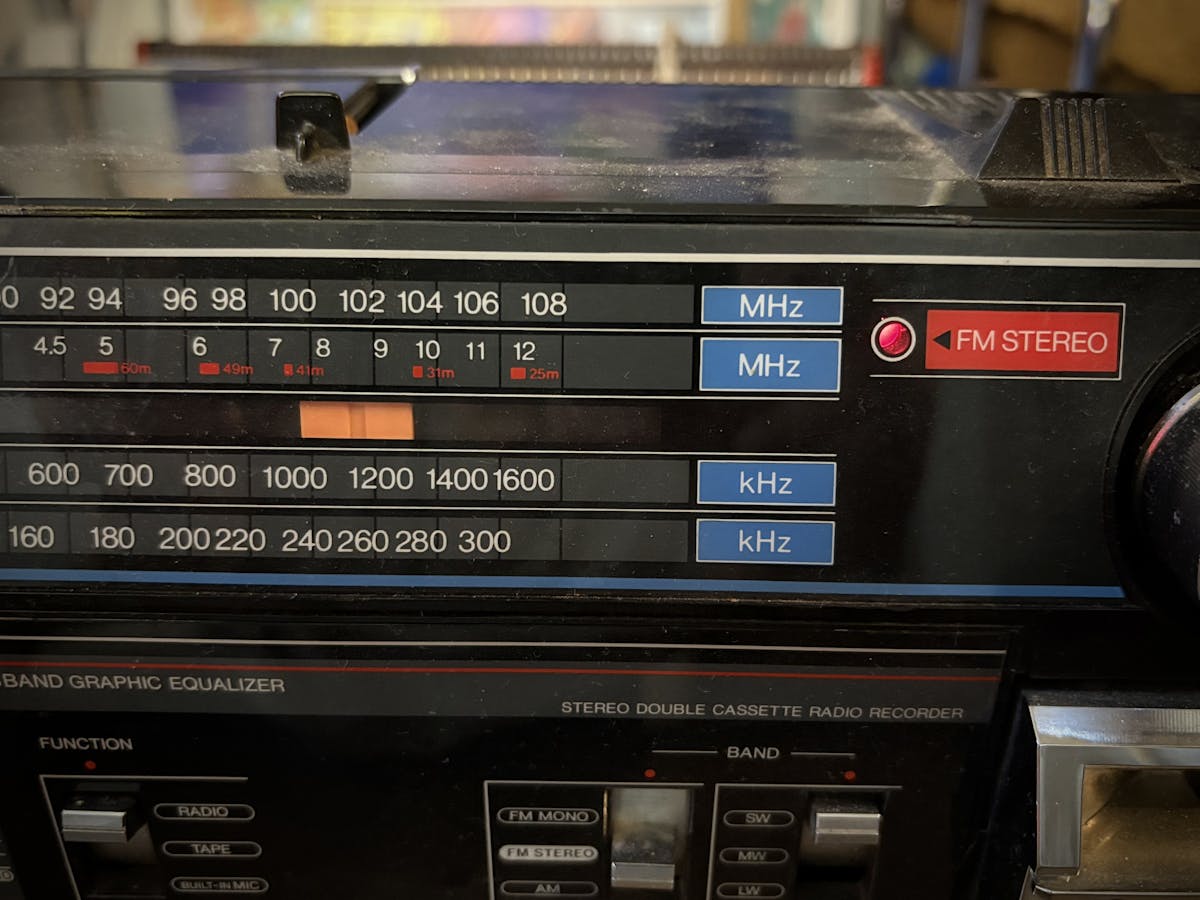 0 92 94 96 98 100 102 104 106 108 MHz
4.5 5 6 7 8 9 10 11 12 MHz
60m 49m 41m 31m 25m
FM STEREO
600 700 800 1000 1200 1400 1600 kHz
160 180 200 220 240 260 280 300 kHz
BAND GRAPHIC EQUALIZER
STEREO DOUBLE CASSETTE RADIO RECORDER
FUNCTION
RADIO
TAPE
BUILT-IN MIC
BAND
FM MONO
FM STEREO
AM
SW
MW
LW